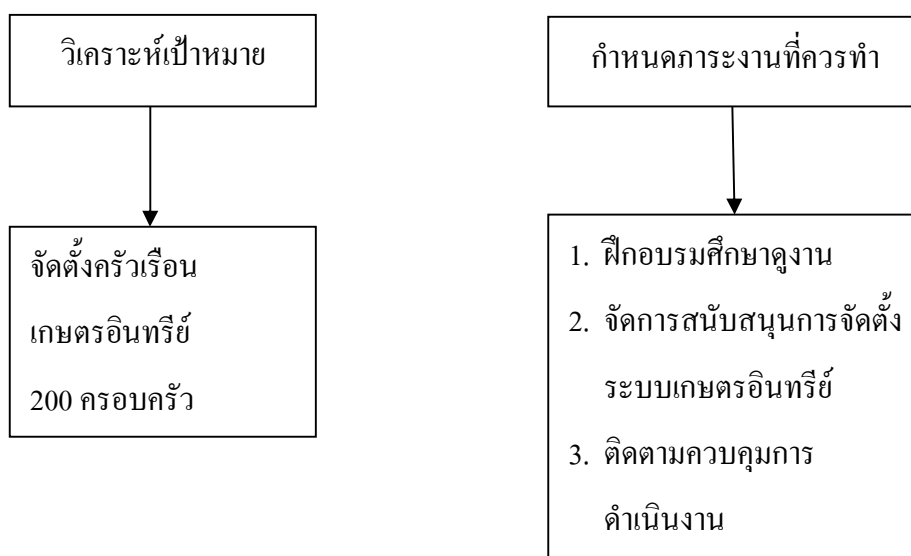 วิเคราะห์เป้าหมาย
จัดตั้งครัวเรือน
เกษตรอินทรีย์
200 ครอบครัว
กำหนดภาระงานที่ควรทำ
1. ฝึกอบรมศึกษาดูงาน
2. จัดการสนับสนุนการจัดตั้ง
ระบบเกษตรอินทรีย์
3. ติดตามควบคุมการ
ดำเนินงาน